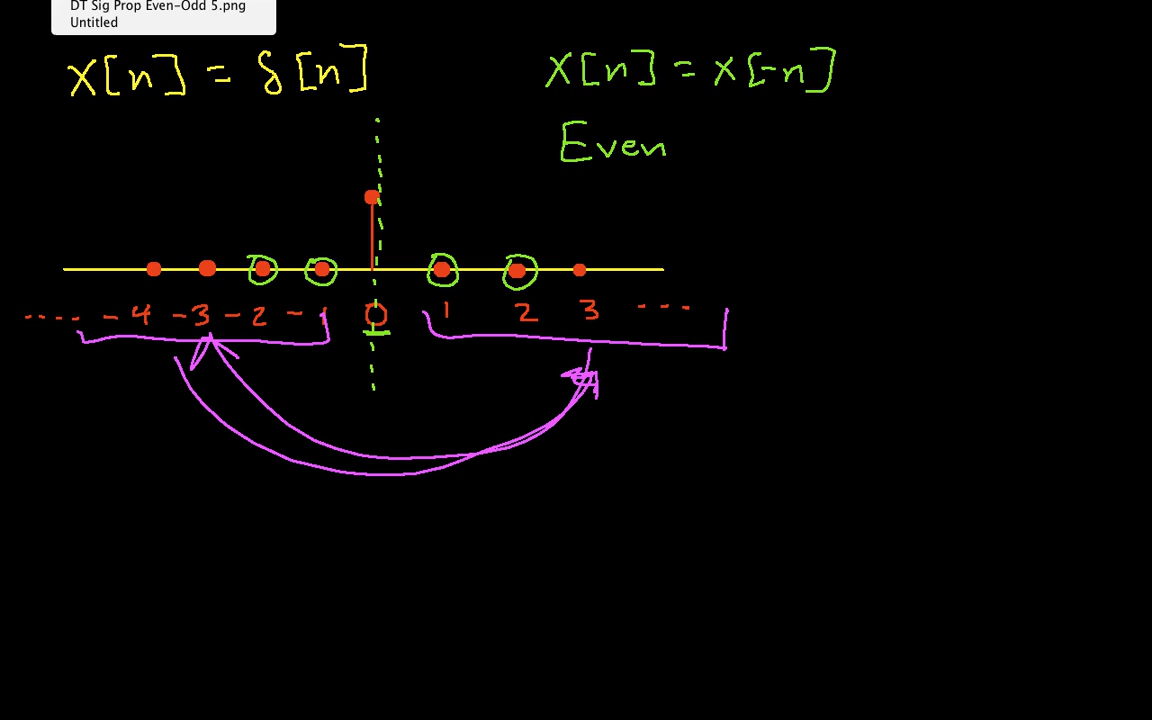 DT Sig Prop Even-Odd 5.png
Untitled
x[n] = δ[n]
x[n] = x[-n]
Even
.... -4 -3 -2 -1 0 1 2 3 ...